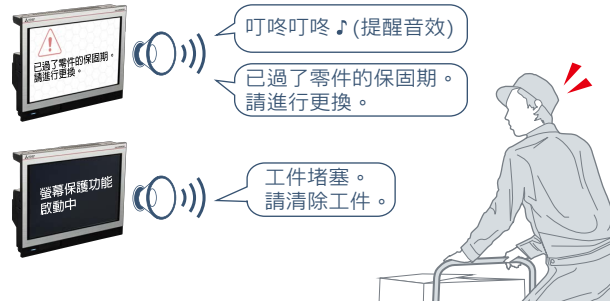 叮咚叮咚♪(提醒音效)
已過了零件的保固期。
請進行更換。
已過了零件的保固期。
請進行更換。
螢幕保護功能
啟動中
工件堵塞。
請清除工件。